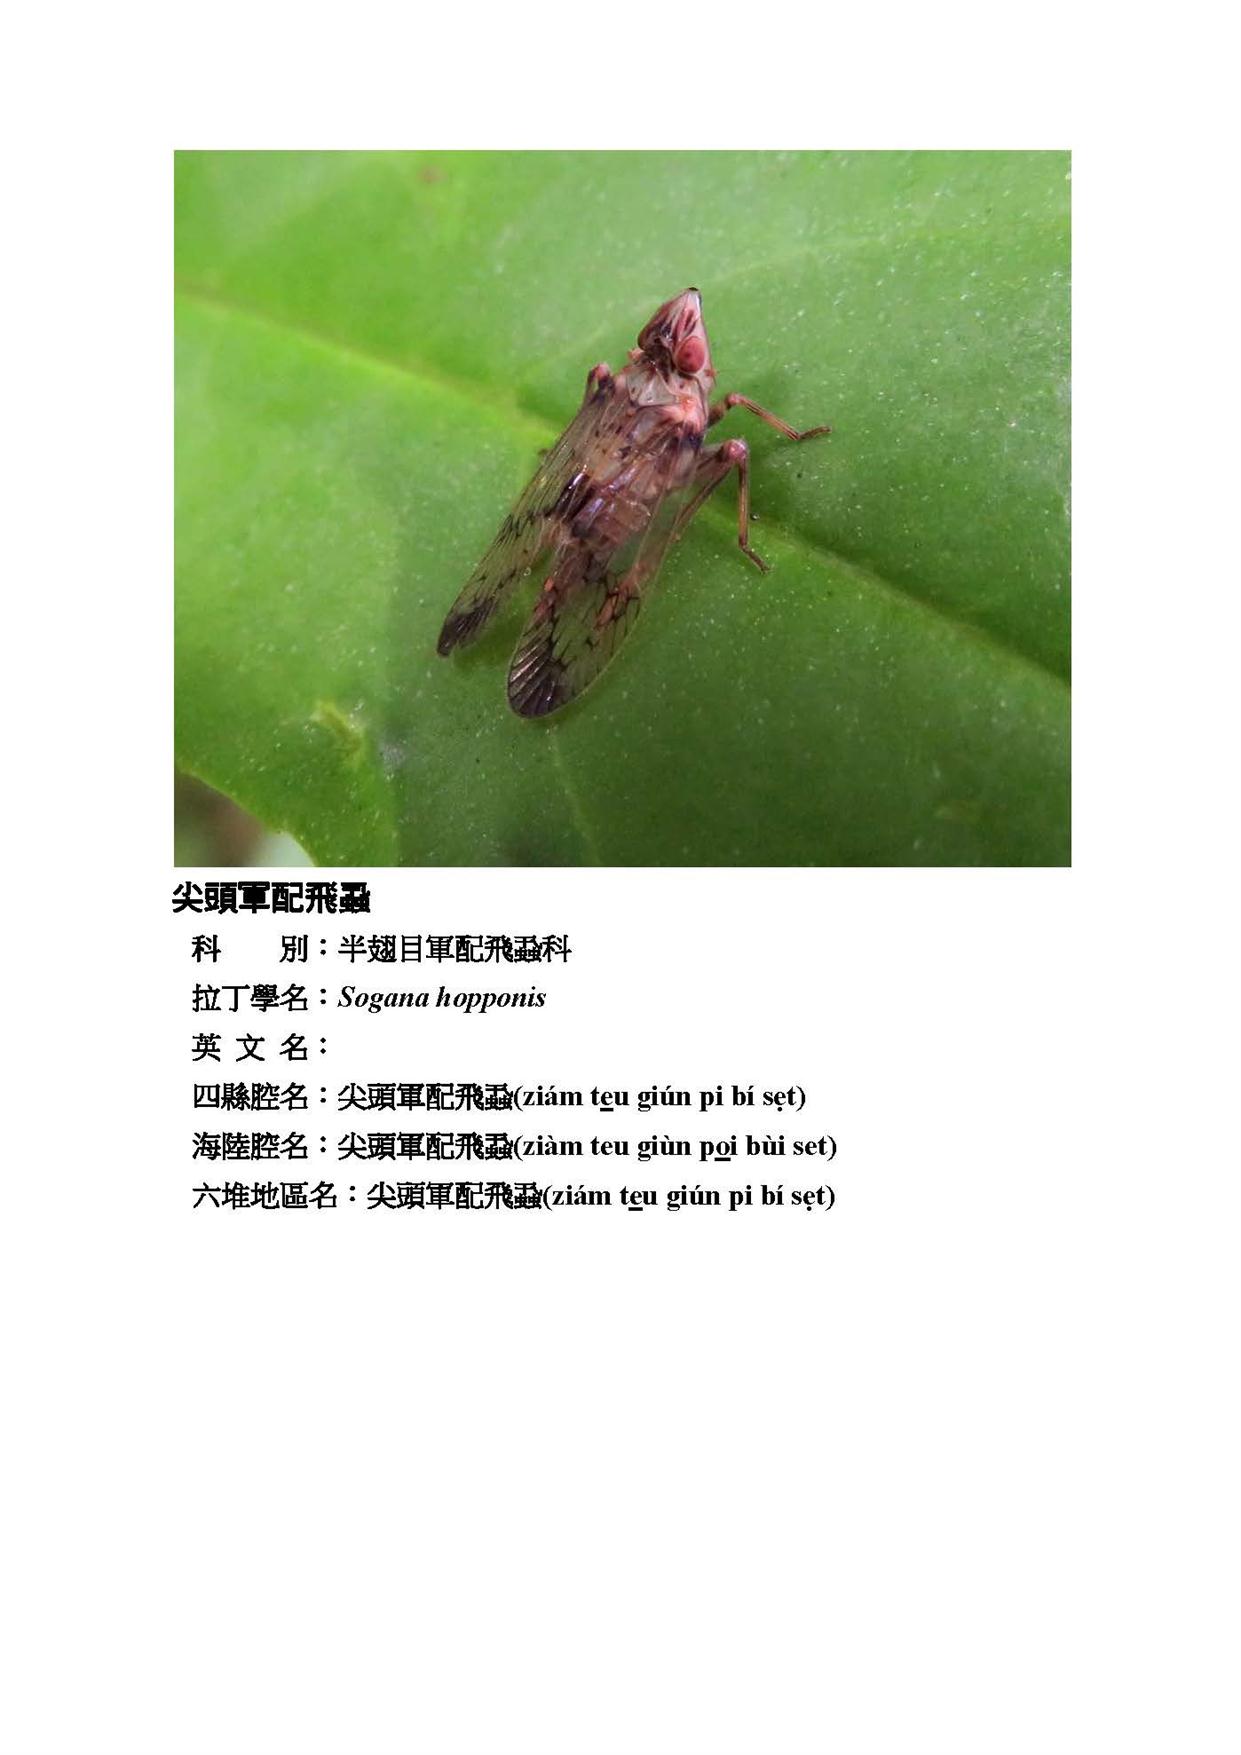 尖頭軍配飛蝨
科　　別：半翅目軍配飛蝨科
拉丁學名：Sogana hopponis
英 文 名：
四縣腔名：尖頭軍配飛蝨(ziám te̲u giún pi bí sẹt)
海陸腔名：尖頭軍配飛蝨(ziàm teu giùn po̲i bùi set)
六堆地區名：尖頭軍配飛蝨(ziám te̲u giún pi bí sẹt)